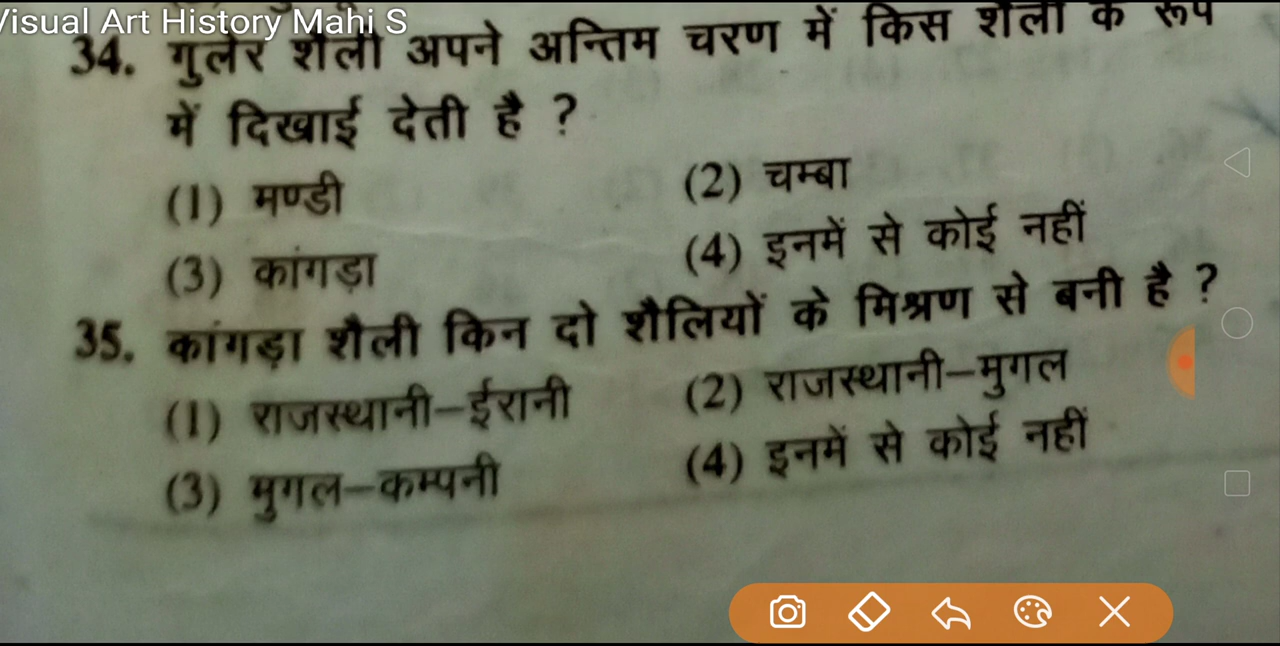 Visual Art History Mahi S
34. गुलेर शैली अपने अन्तिम चरण में किस शैली के रूप
में दिखाई देती है ?
(1) मण्डी (2) चम्बा
(3) कांगड़ा (4) इनमें से कोई नहीं
35. कांगड़ा शैली किन दो शैलियों के मिश्रण से बनी है ?
(1) राजस्थानी–ईरानी (2) राजस्थानी–मुगल
(3) मुगल–कम्पनी (4) इनमें से कोई नहीं